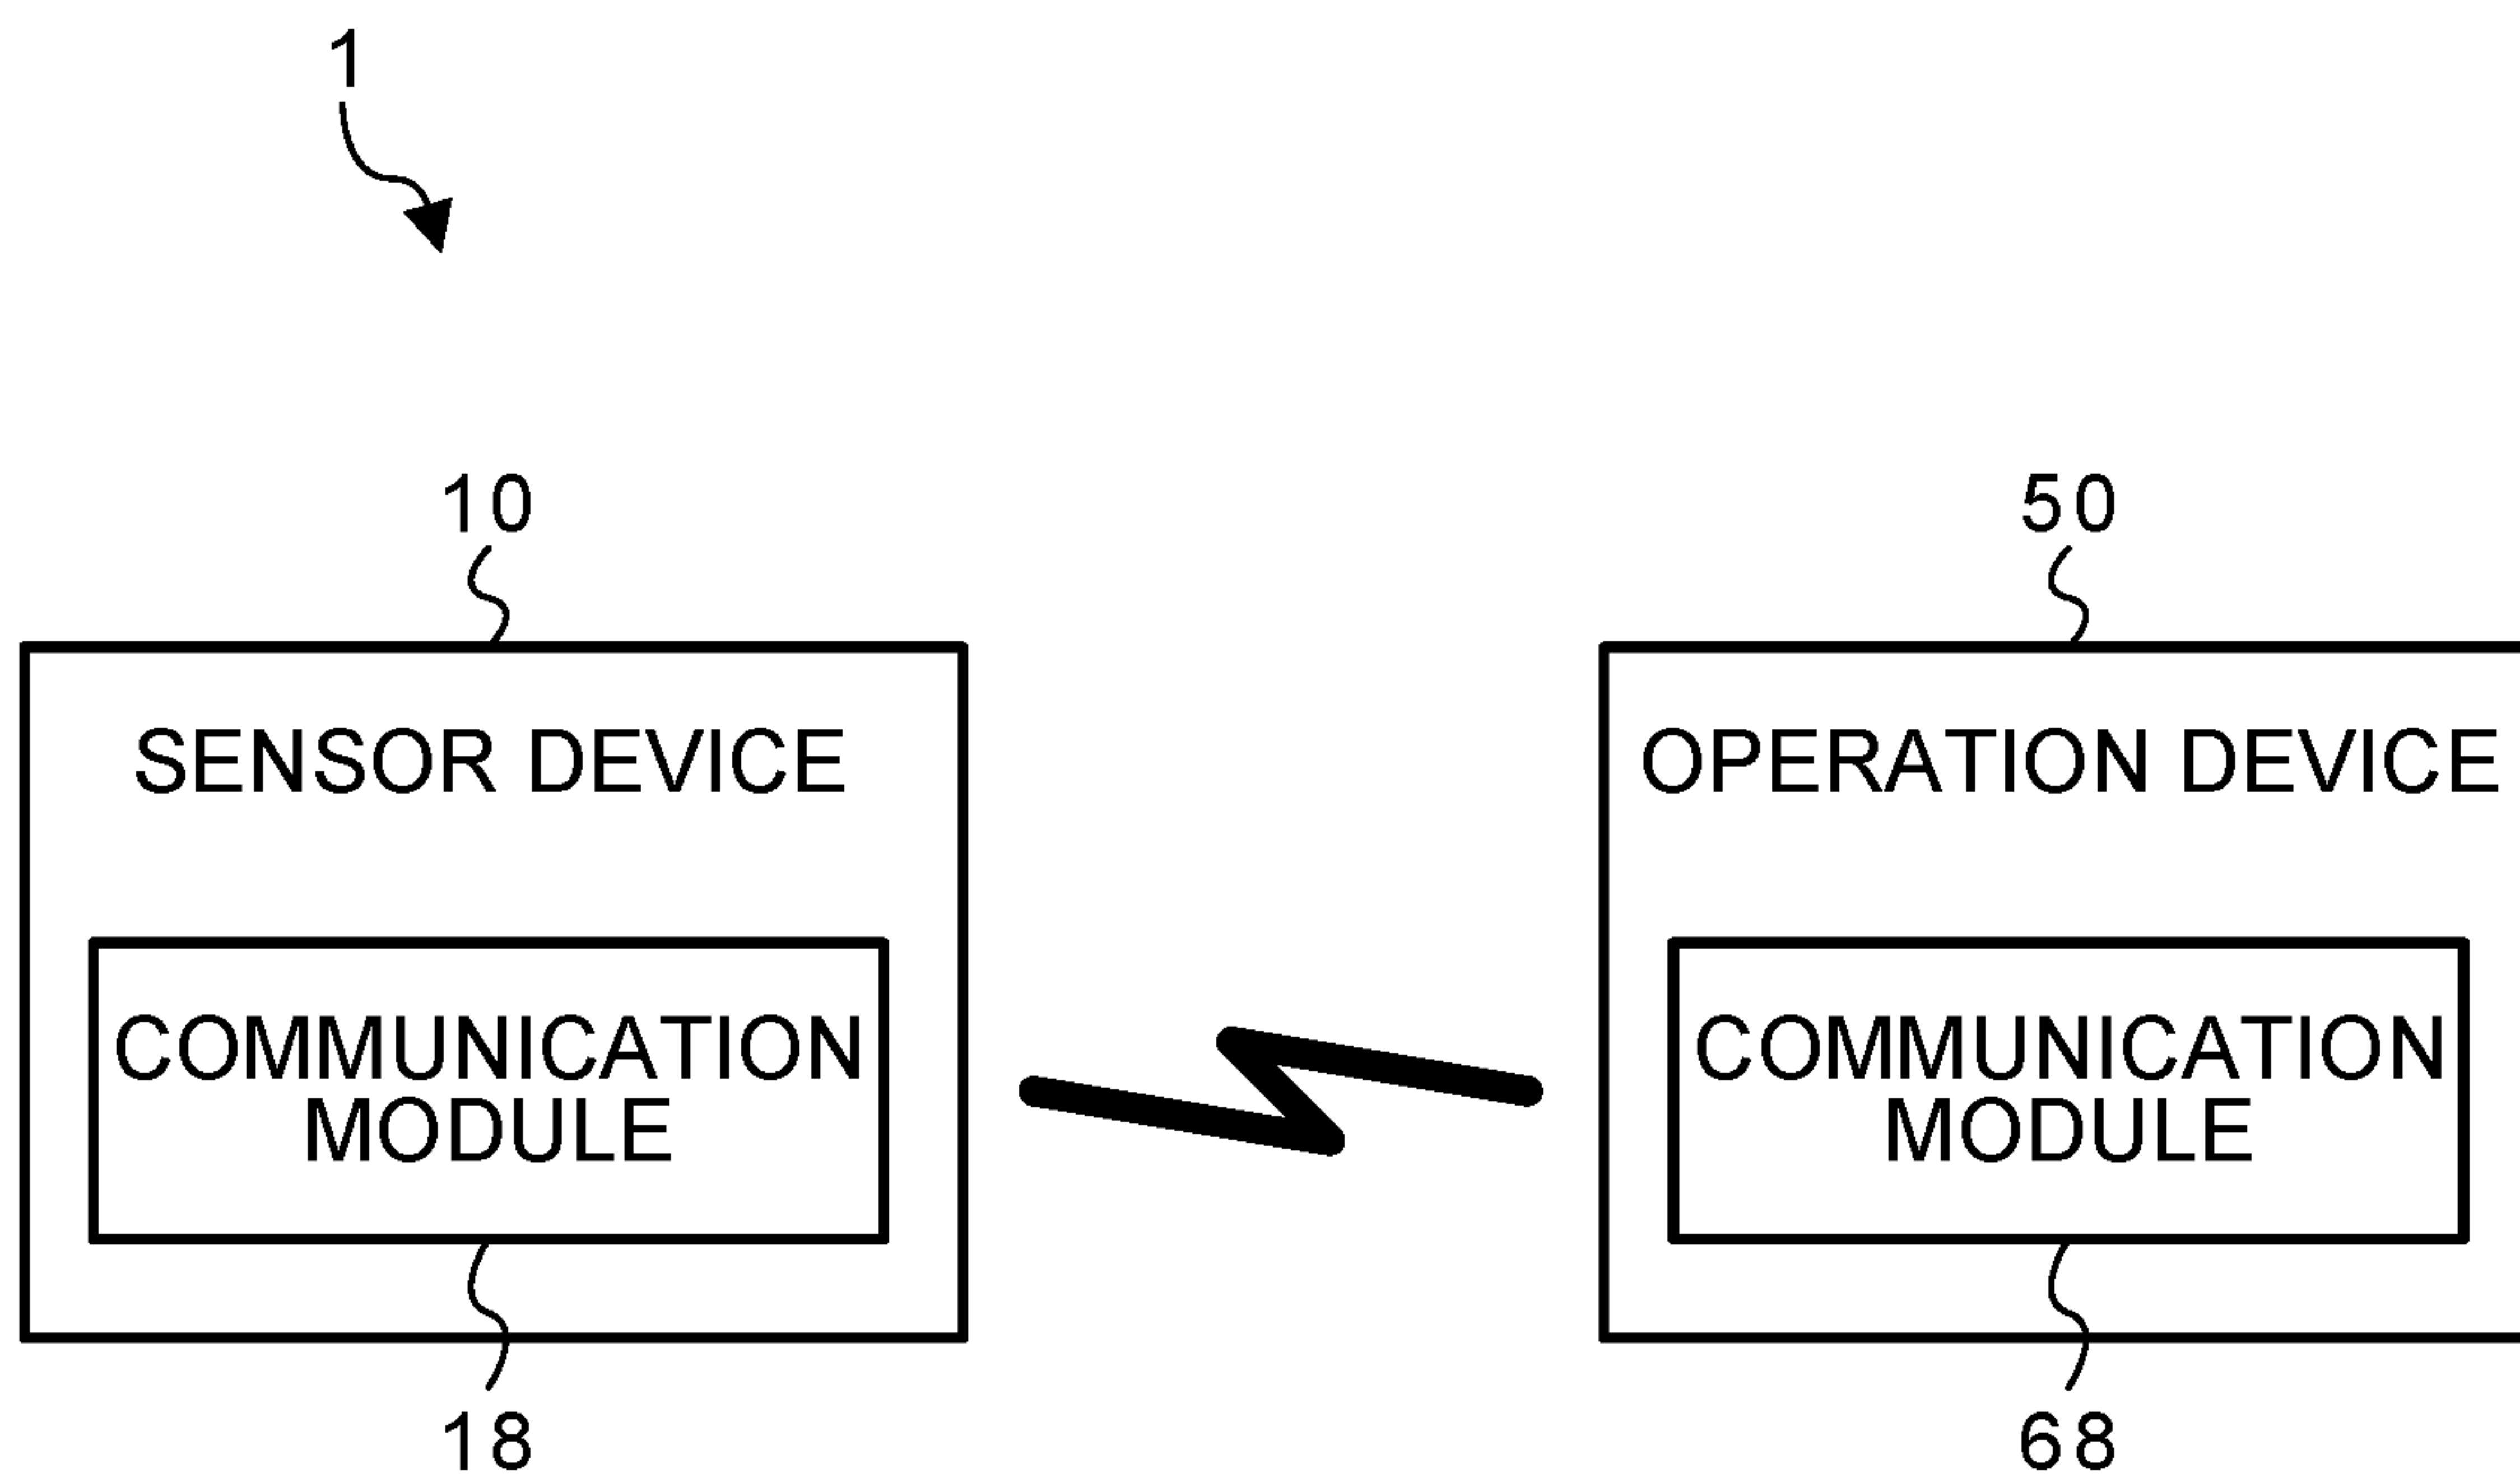 1
10
50
SENSOR DEVICE
OPERATION DEVICE
COMMUNICATION
MODULE
COMMUNICATION
MODULE
18
68